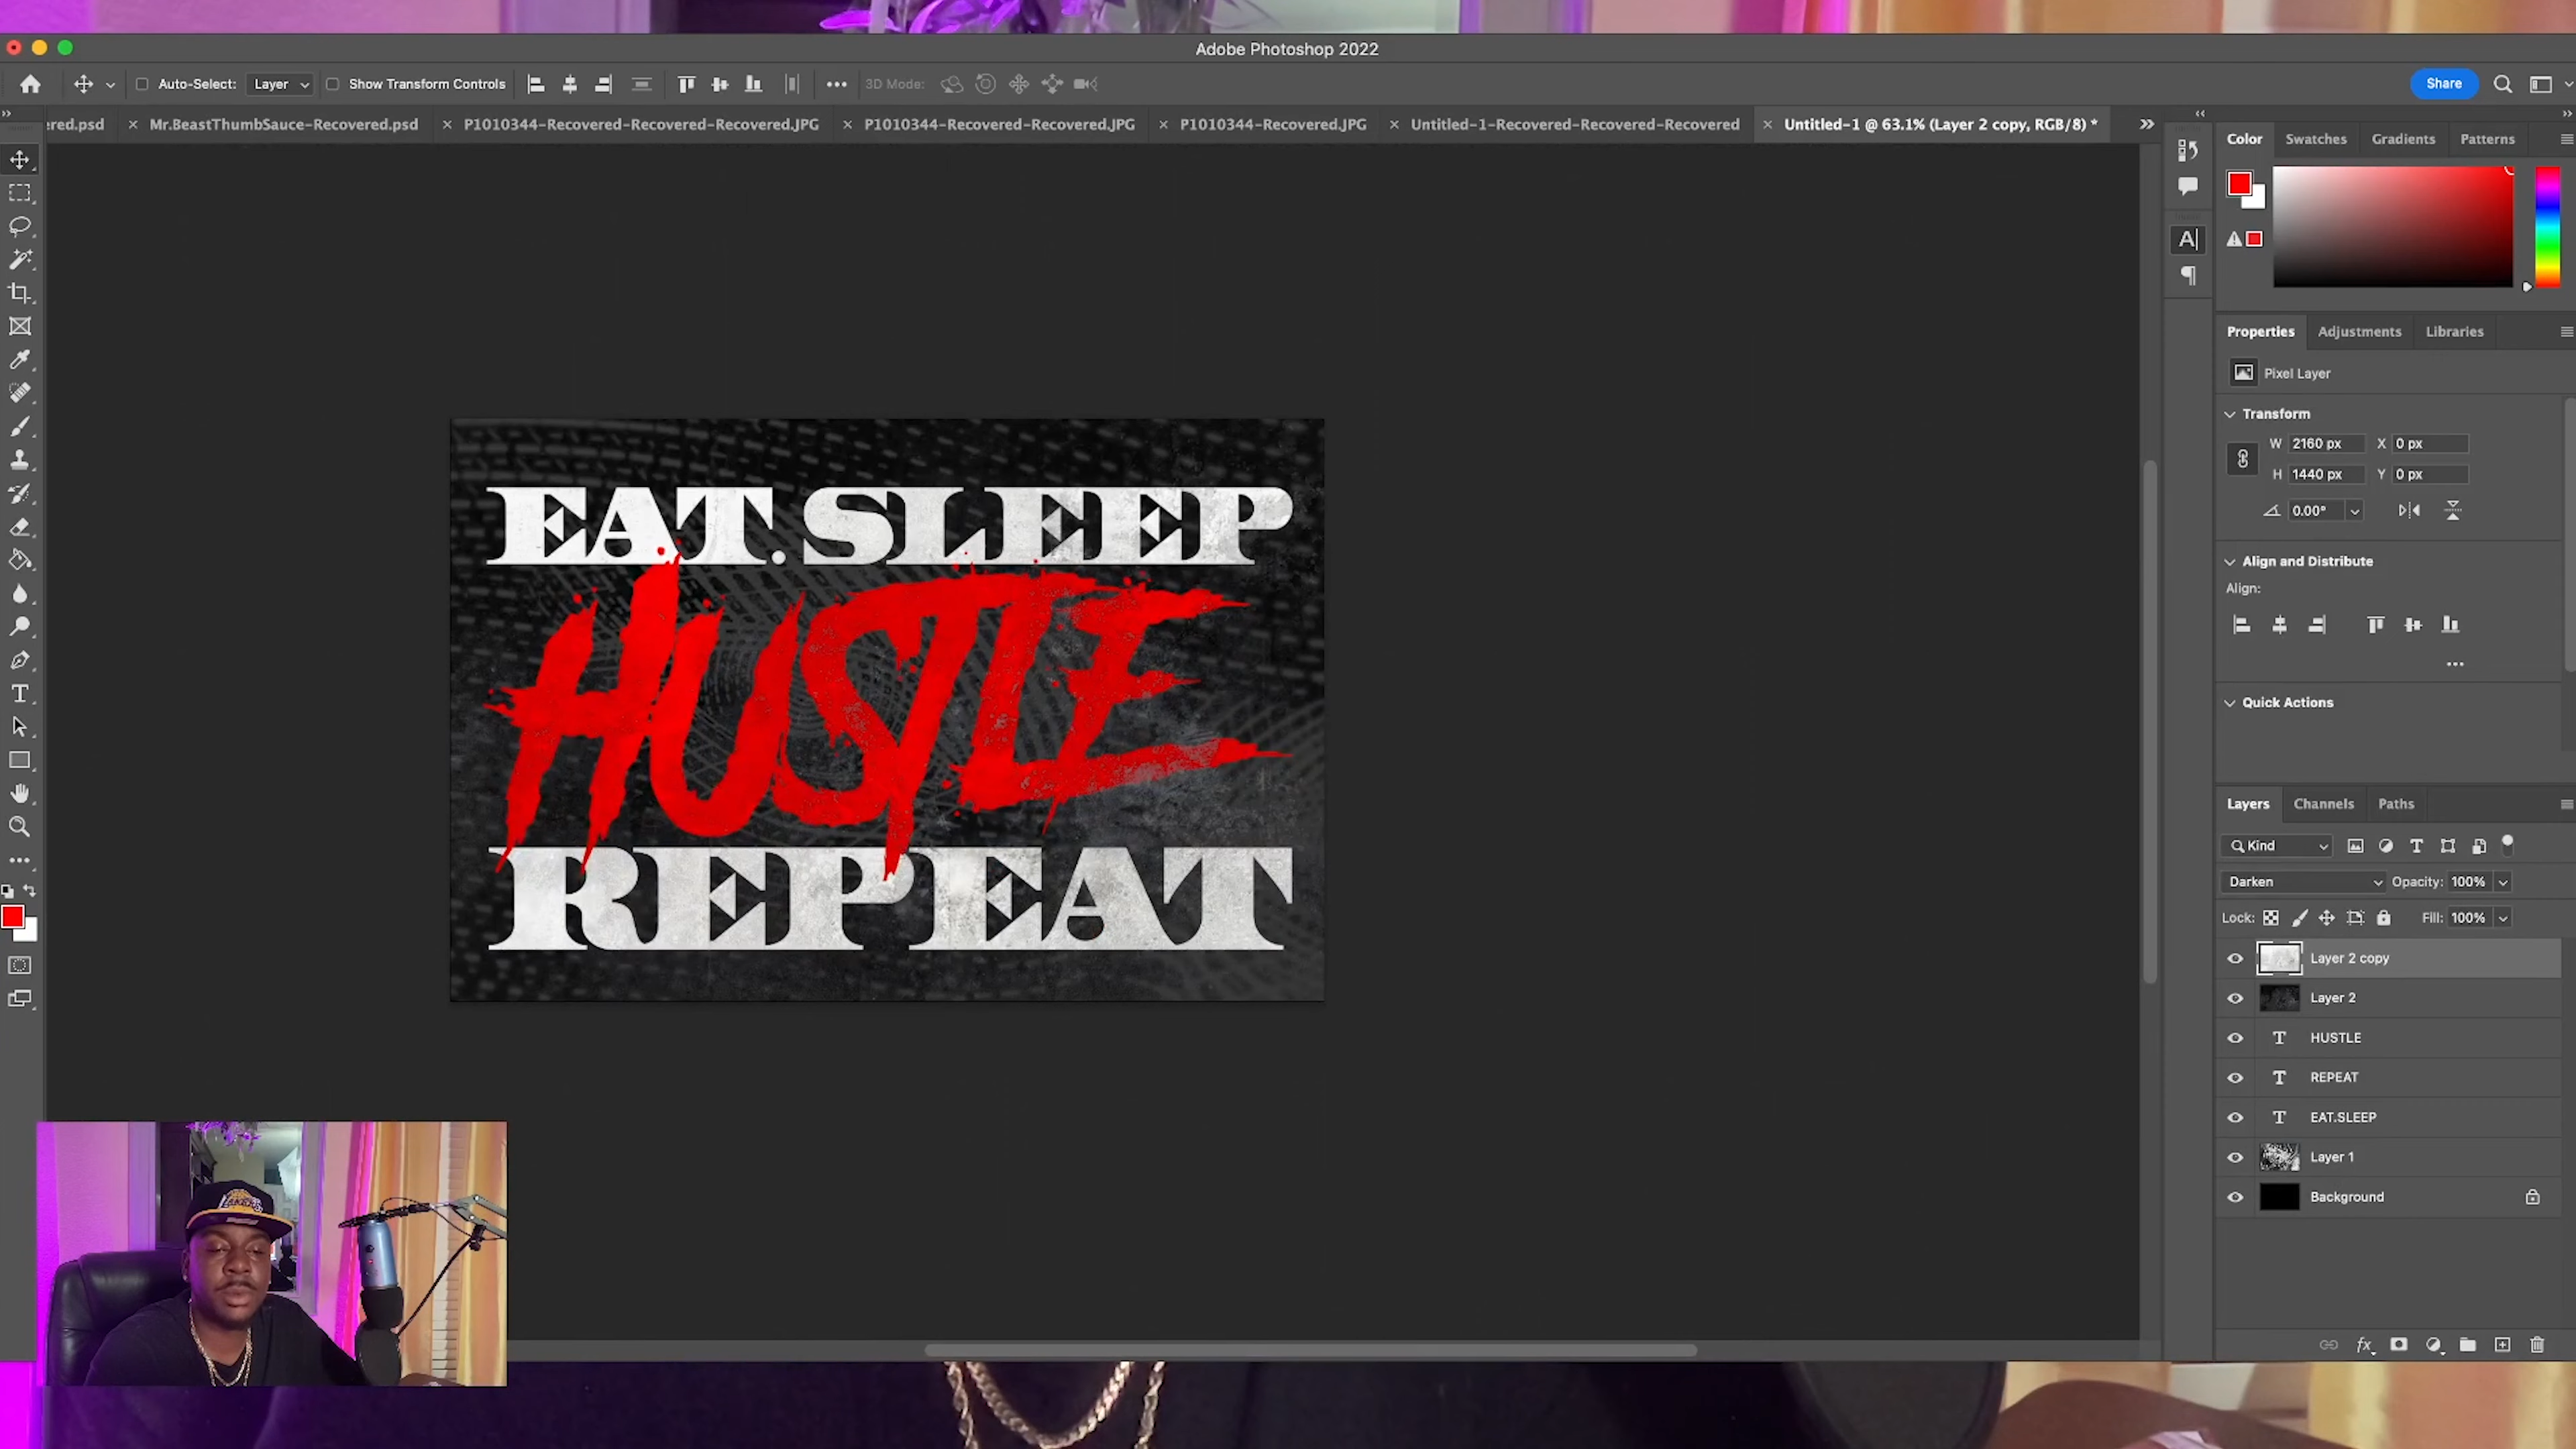 Adobe Photoshop 2022
Auto-Select: Layer Show Transform Controls 3D Mode: Share
ered.psd Mr.BeastThumbSauce-Recovered.psd P1010344-Recovered-Recovered-Recovered.JPG P1010344-Recovered-Recovered.JPG P1010344-Recovered.JPG Untitled-1-Recovered-Recovered-Recovered Untitled-1 @ 63.1% (Layer 2 copy, RGB/8) *
EAT.SLEEP
HUSTLE
REPEAT
LAKERS
Color Swatches Gradients Patterns
Properties Adjustments Libraries
Pixel Layer
Transform
W 2160 px X 0 px
H 1440 px Y 0 px
0.00°
Align and Distribute
Align:
Quick Actions
Layers Channels Paths
Kind
Darken Opacity: 100%
Lock: Fill: 100%
Layer 2 copy
Layer 2
T HUSTLE
T REPEAT
T EAT.SLEEP
Layer 1
Background
fx